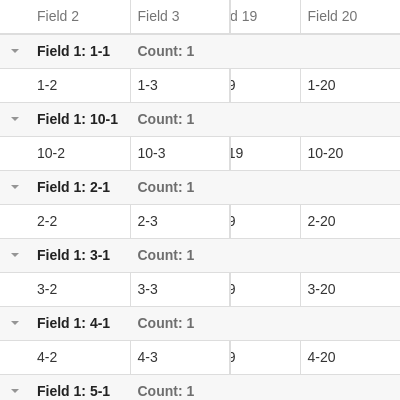 Field 2 Field 3 d 19 Field 20
Field 1: 1-1 Count: 1
1-2 1-3 9 1-20
Field 1: 10-1 Count: 1
10-2 10-3 19 10-20
Field 1: 2-1 Count: 1
2-2 2-3 9 2-20
Field 1: 3-1 Count: 1
3-2 3-3 9 3-20
Field 1: 4-1 Count: 1
4-2 4-3 9 4-20
Field 1: 5-1 Count: 1